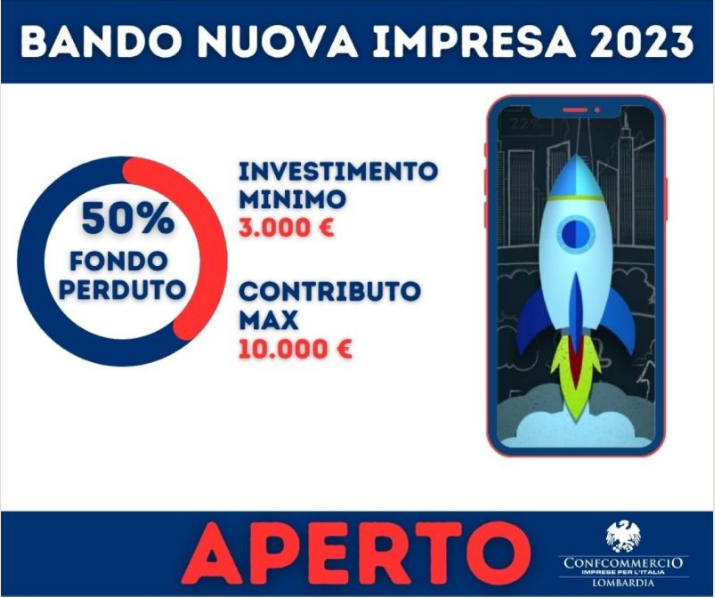 BANDO NUOVA IMPRESA 2023
50%
FONDO
PERDUTO
INVESTIMENTO
MINIMO
3.000 €
CONTRIBUTO
MAX
10.000 €
22%
APERTO
CONFCOMMERCIO
IMPRESE PER L'ITALIA
LOMBARDIA